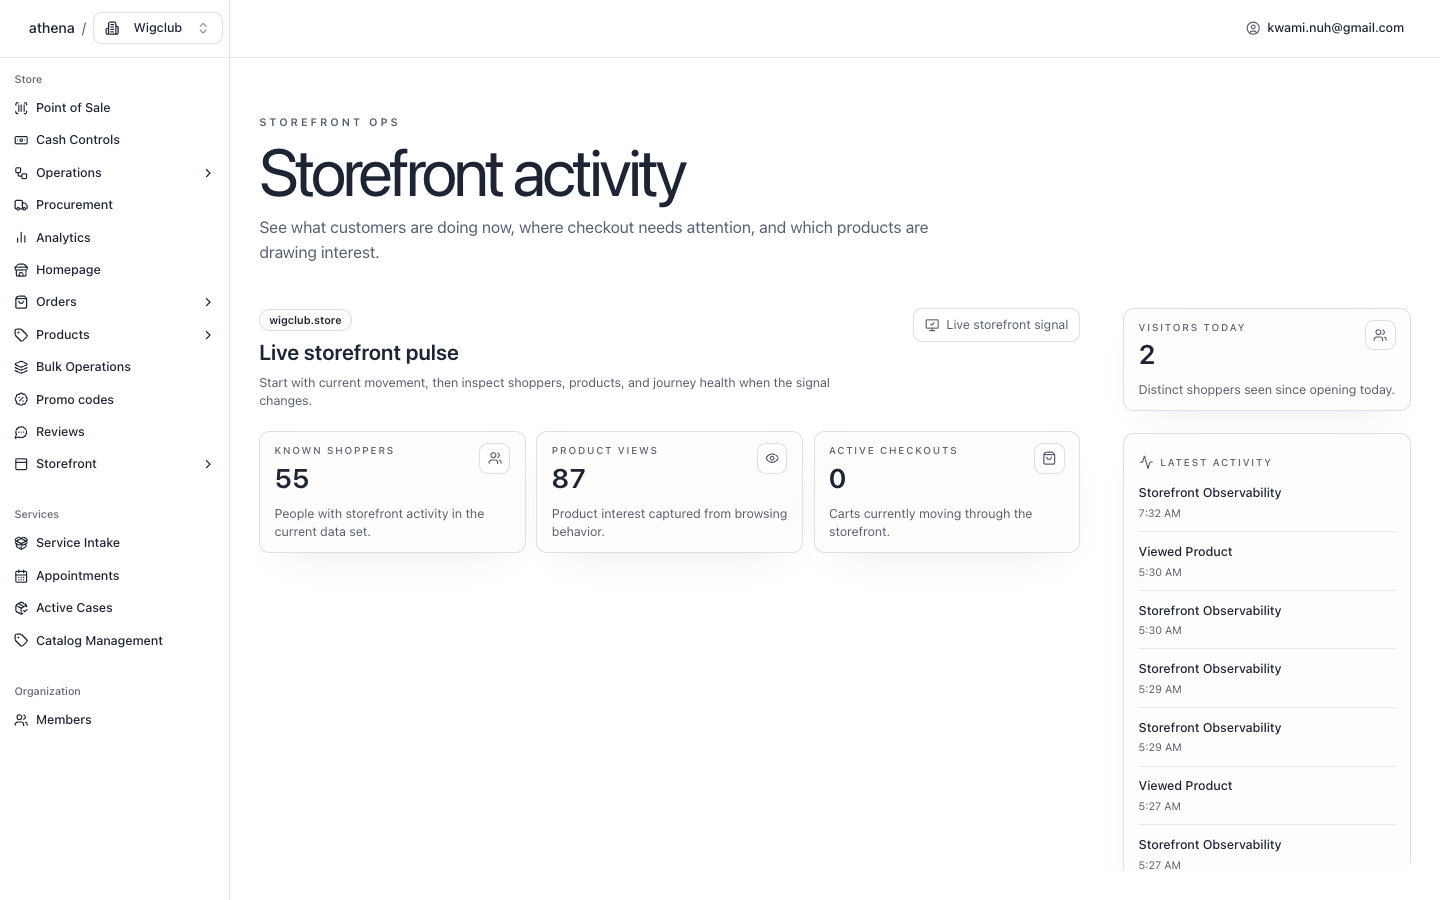 athena / Wigclub
kwami.nuh@gmail.com
Store
Point of Sale
Cash Controls
Operations
Procurement
Analytics
Homepage
Orders
Products
Bulk Operations
Promo codes
Reviews
Storefront
Services
Service Intake
Appointments
Active Cases
Catalog Management
Organization
Members
STOREFRONT OPS
Storefront activity
See what customers are doing now, where checkout needs attention, and which products are
drawing interest.
wigclub.store
Live storefront signal
Live storefront pulse
Start with current movement, then inspect shoppers, products, and journey health when the signal
changes.
KNOWN SHOPPERS
55
People with storefront activity in the
current data set.
PRODUCT VIEWS
87
Product interest captured from browsing
behavior.
ACTIVE CHECKOUTS
0
Carts currently moving through the
storefront.
VISITORS TODAY
2
Distinct shoppers seen since opening today.
LATEST ACTIVITY
Storefront Observability
7:32 AM
Viewed Product
5:30 AM
Storefront Observability
5:30 AM
Storefront Observability
5:29 AM
Storefront Observability
5:29 AM
Viewed Product
5:27 AM
Storefront Observability
5:27 AM